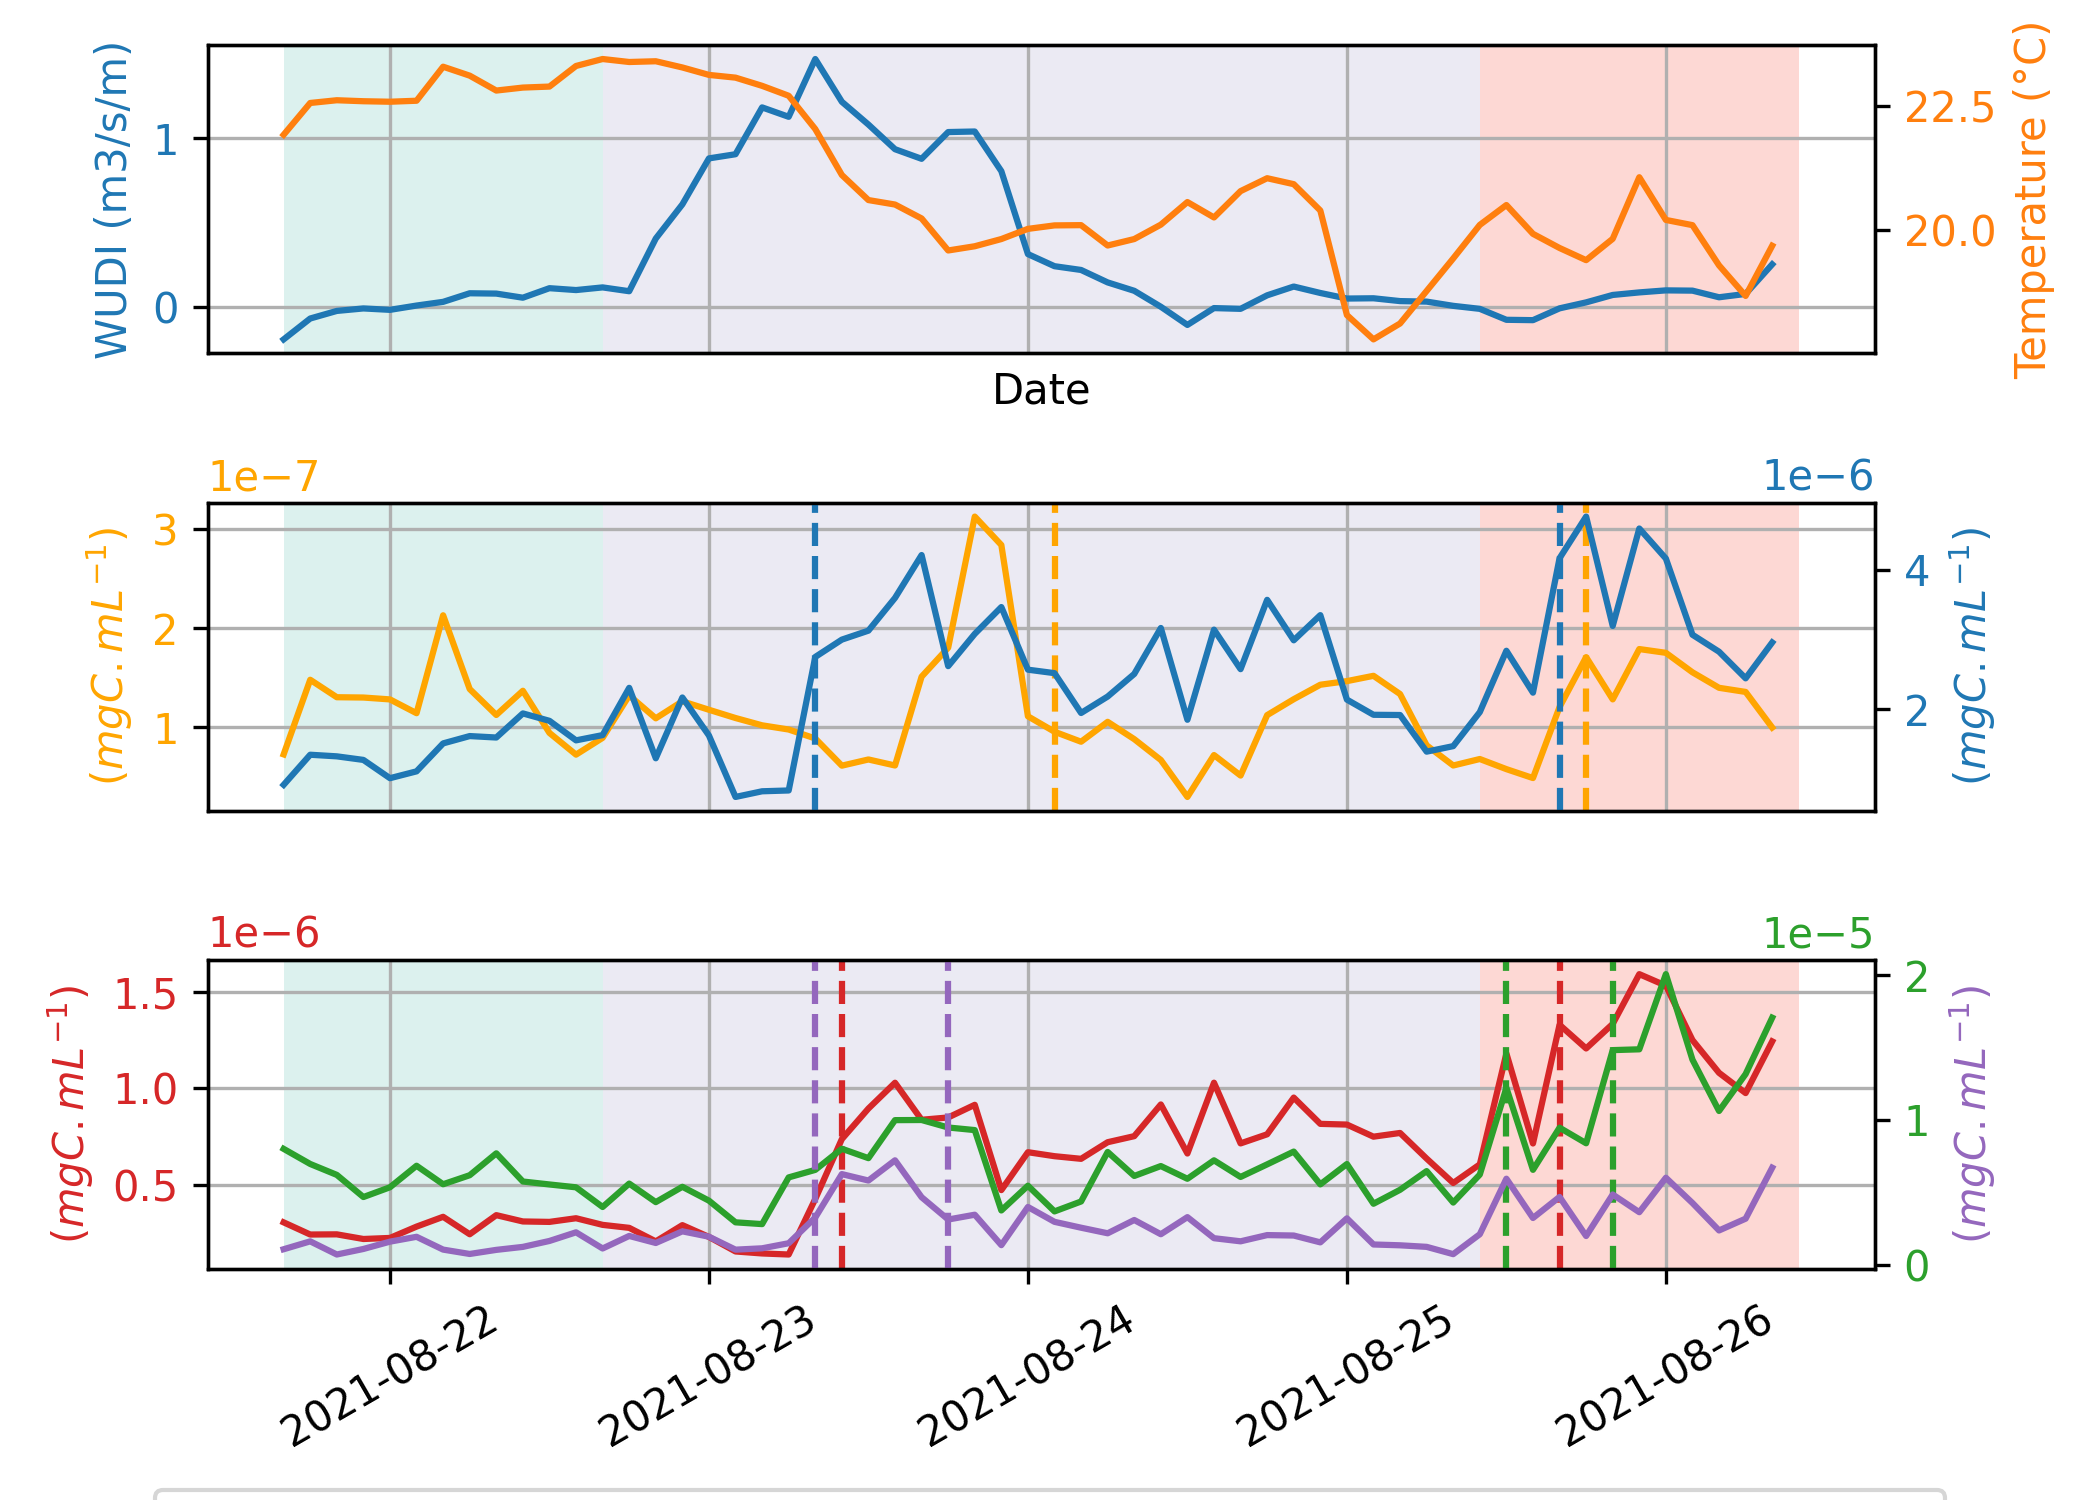 WUDI (m3/s/m)
1
0
22.5
20.0
Temperature (°C)
Date
1e−7
1e−6
(mgC.mL⁻¹)
3
2
1
4
2
(mgC.mL⁻¹)
1e−6
1e−5
(mgC.mL⁻¹)
1.5
1.0
0.5
2
1
0
(mgC.mL⁻¹)
2021-08-22
2021-08-23
2021-08-24
2021-08-25
2021-08-26